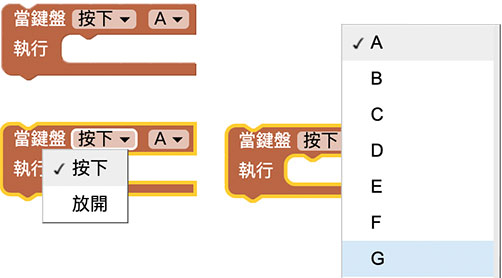 當鍵盤 按下 A
執行
當鍵盤 按下 A
執行
✓ 按下
放開
當鍵盤 按下
執行
✓ A
B
C
D
E
F
G